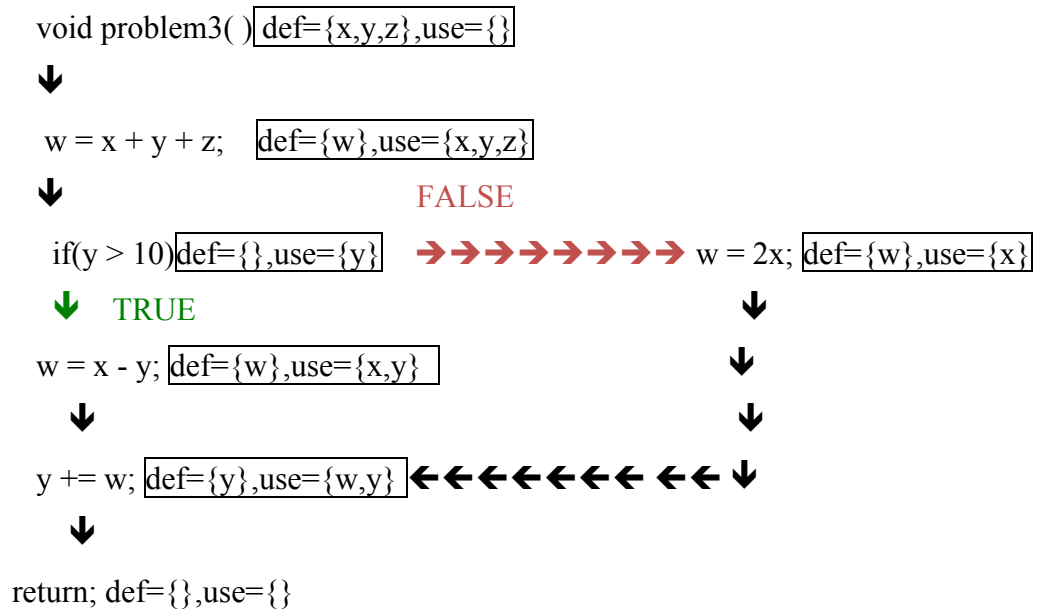 void problem3( ) def={x,y,z},use={}
w = x + y + z; def={w},use={x,y,z}
FALSE
if(y > 10)def={},use={y} w = 2x; def={w},use={x}
TRUE
w = x - y; def={w},use={x,y}
y += w; def={y},use={w,y}
return; def={},use={}